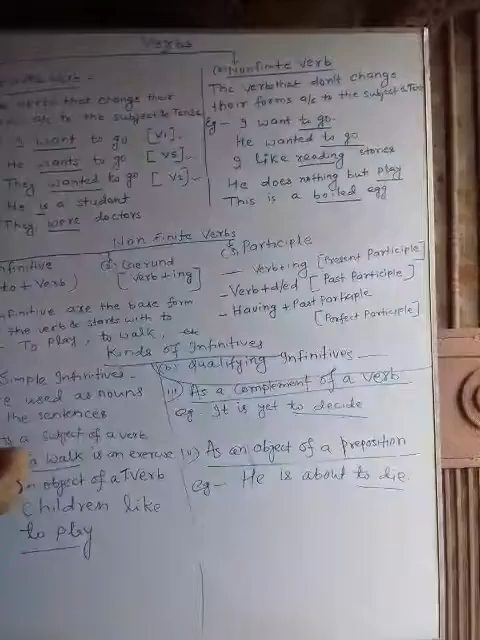 Verbs
Verb -
verbs that change their
forms a/c to the subject & Tense
I want to go [V1].
He wants to go [V5].
They wanted to go [V2].
He is a student
They were doctors
(b) Nonfinite verb
The verbs that don't change
their forms a/c to the subject & Tense
Eg - I want to go.
He wanted to go
I like reading stories
He does nothing but play
This is a boiled egg
Non finite Verbs
Infinitive
(to + Verb)
(2) Gerund
[Verb + ing]
(3) Participle
- Verb + ing [Present Participle]
- Verb + d/ed [Past Participle]
- Having + Past Participle
[Perfect Participle]
Infinitive are the base form
the verb & starts with to
- To play, to walk, etc
Kinds of Infinitives
Simple Infinitives -
are used as nouns
the sentences
As a subject of a verb
walk is an exercise
An object of a Tverb
Children like
to play
(b) Qualifying Infinitives
(iii) As a complement of a verb
eg It is yet to decide
(iv) As an object of a preposition
eg - He is about to die.